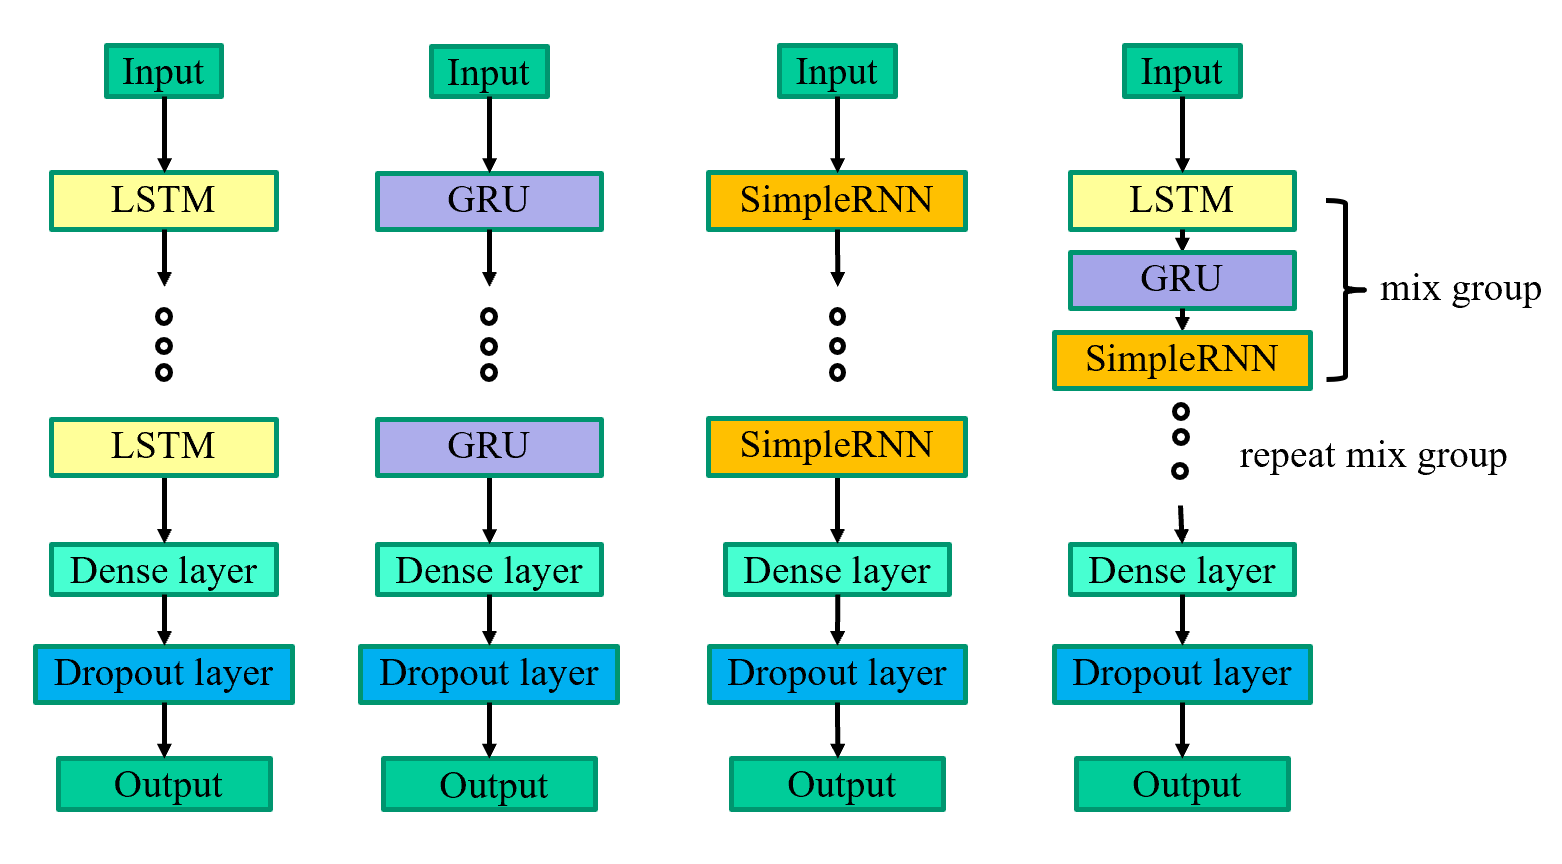 Input
LSTM
LSTM
Dense layer
Dropout layer
Output
Input
GRU
GRU
Dense layer
Dropout layer
Output
Input
SimpleRNN
SimpleRNN
Dense layer
Dropout layer
Output
Input
LSTM
GRU
SimpleRNN
mix group
repeat mix group
Dense layer
Dropout layer
Output